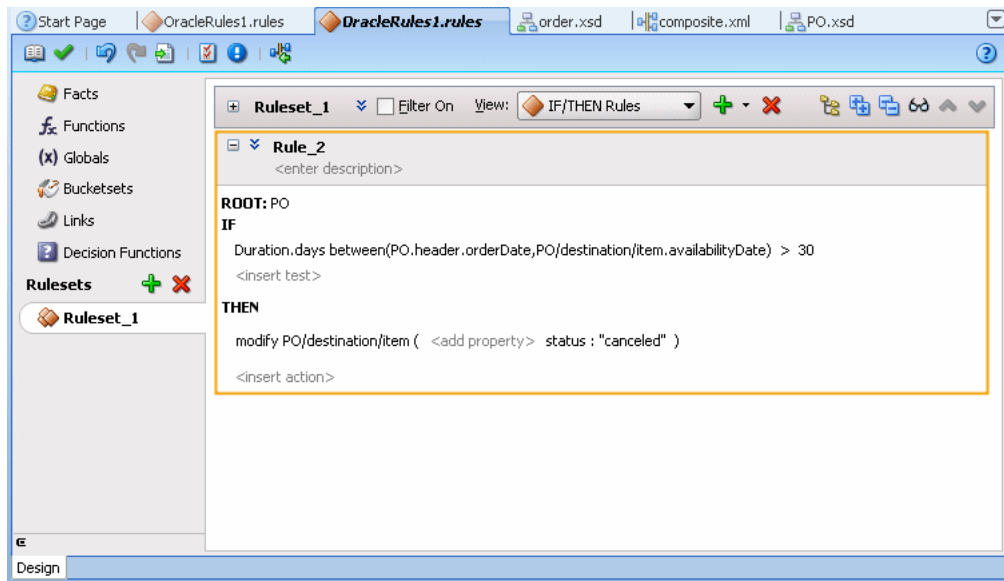 Start Page OracleRules1.rules OracleRules1.rules order.xsd composite.xml PO.xsd
Facts
Functions
Globals
Bucketsets
Links
Decision Functions
Rulesets
Ruleset_1
Ruleset_1 Filter On View: IF/THEN Rules
Rule_2
<enter description>
ROOT: PO
IF
Duration.days between(PO.header.orderDate,PO/destination/item.availabilityDate) > 30
<insert test>
THEN
modify PO/destination/item ( <add property> status : "canceled" )
<insert action>
Design